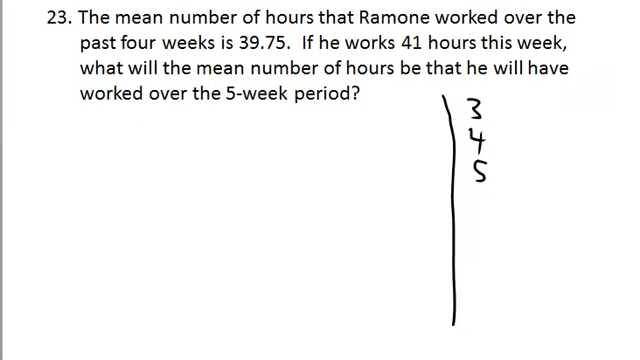 23. The mean number of hours that Ramone worked over the
past four weeks is 39.75. If he works 41 hours this week,
what will the mean number of hours be that he will have
worked over the 5-week period?
3
4
5